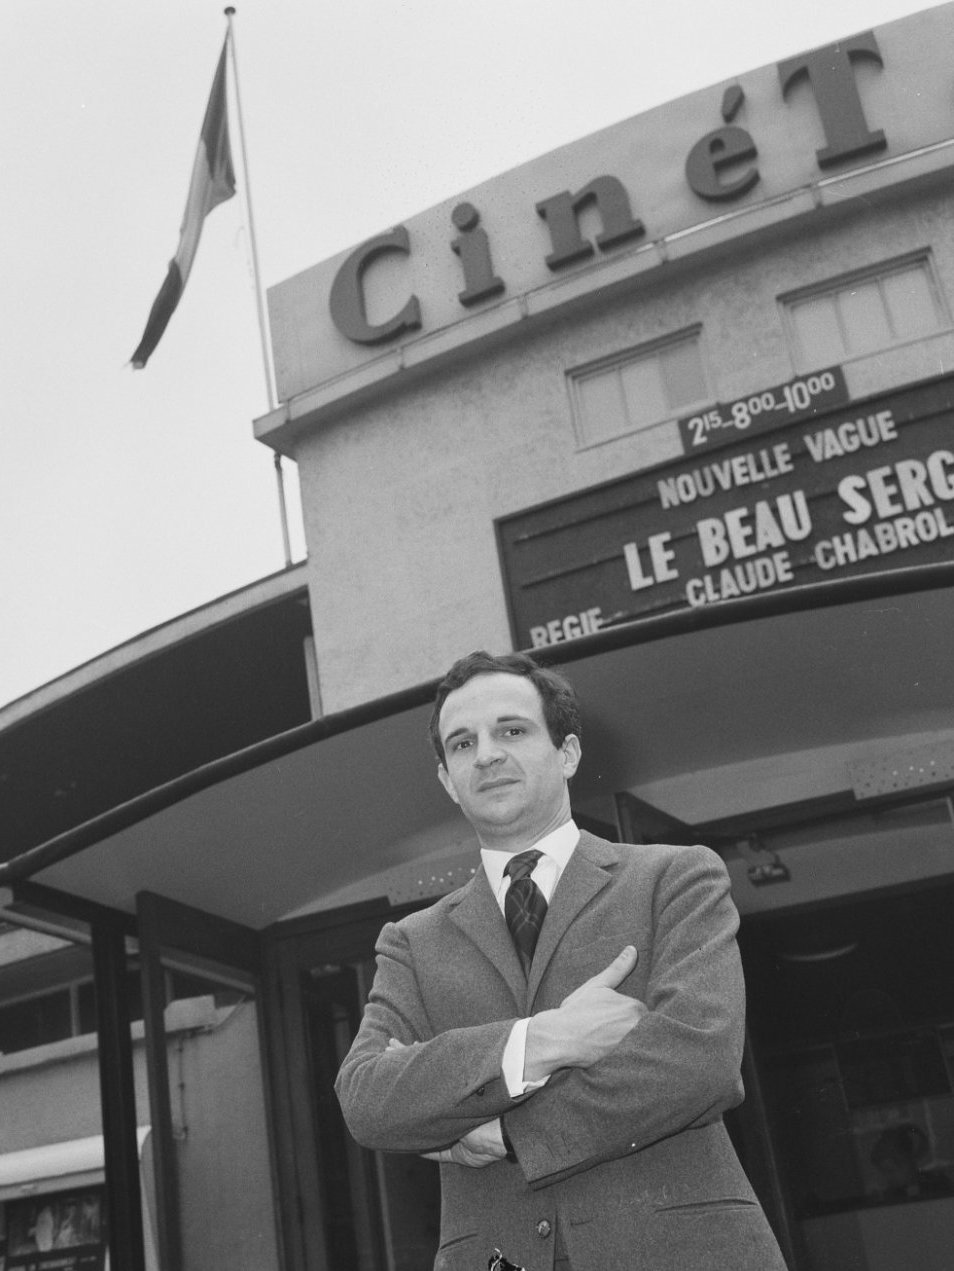 CinéT
2¹⁵-8⁰⁰-10⁰⁰
NOUVELLE VAGUE
LE BEAU SERG
CLAUDE CHABROL
REGIE